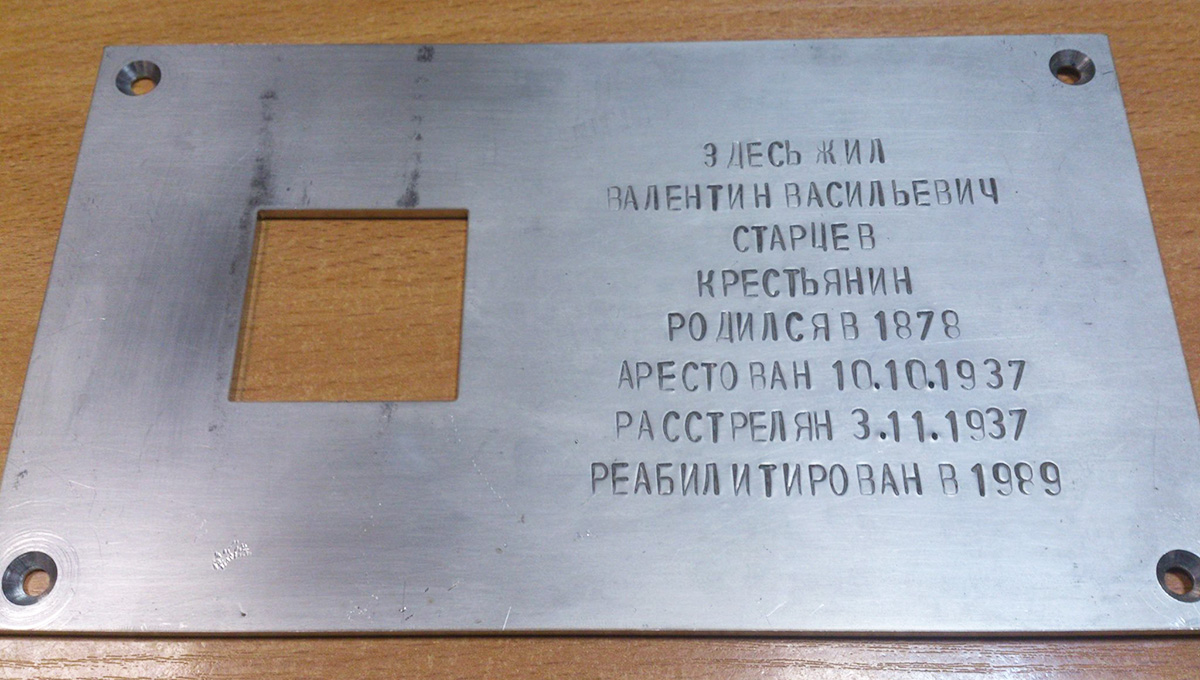 ЗДЕСЬ ЖИЛ
ВАЛЕНТИН ВАСИЛЬЕВИЧ
СТАРЦЕВ
КРЕСТЬЯНИН
РОДИЛСЯ В 1878
АРЕСТОВАН 10.10.1937
РАССТРЕЛЯН 3.11.1937
РЕАБИЛИТИРОВАН В 1989